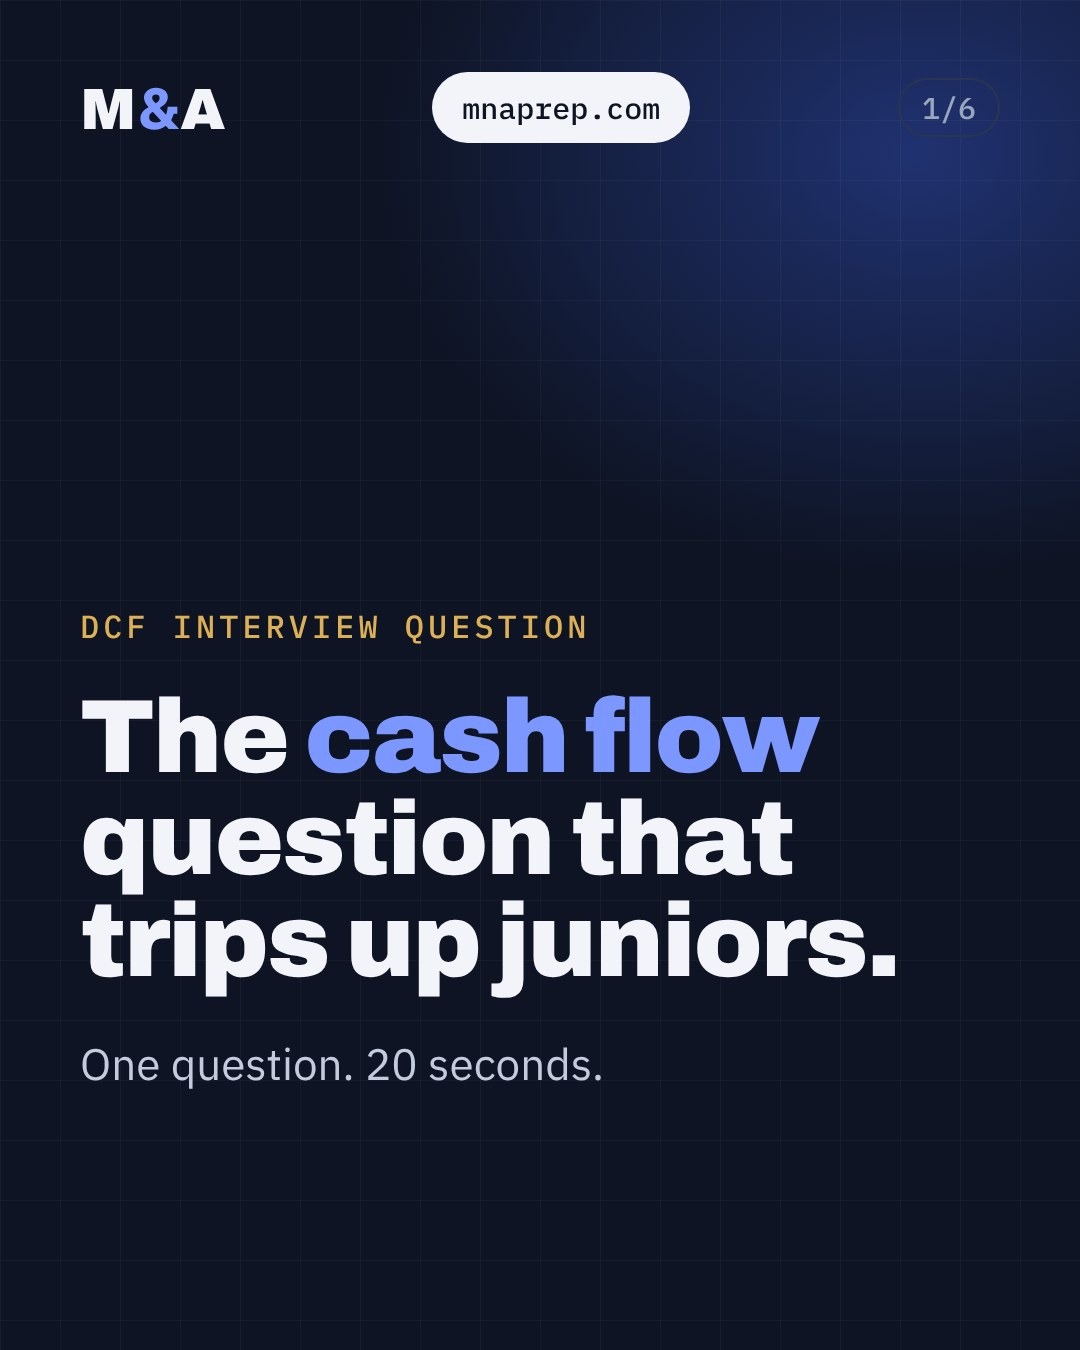 M&A
mnaprep.com
1/6
DCF INTERVIEW QUESTION
The cash flow
question that
trips up juniors.
One question. 20 seconds.